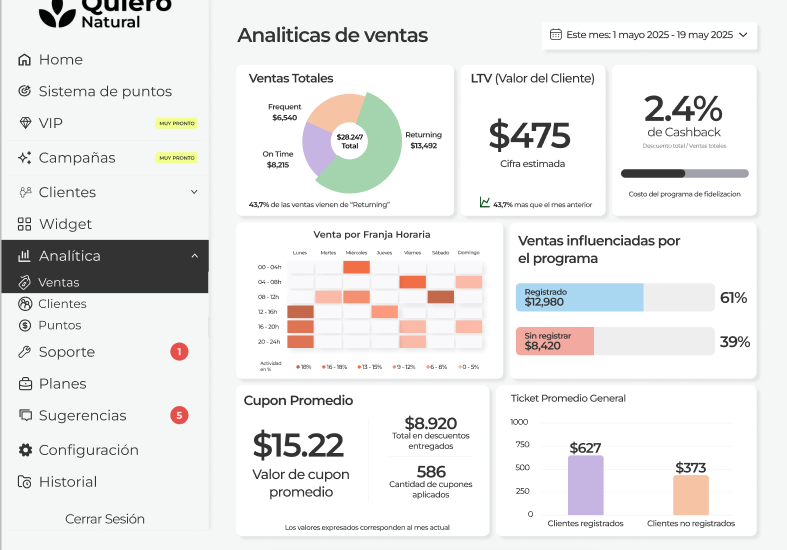 Quiero
Natural
Home
Sistema de puntos
VIP
MUY PRONTO
Campañas
MUY PRONTO
Clientes
Widget
Analítica
Ventas
Clientes
Puntos
Soporte
1
Planes
Sugerencias
5
Configuración
Historial
Cerrar Sesión
Analiticas de ventas
Este mes: 1 mayo 2025 - 19 may 2025
Ventas Totales
Frequent
$6,540
On Time
$8,215
$28.247
Total
Returning
$13,492
43,7% de las ventas vienen de "Returning"
LTV (Valor del Cliente)
$475
Cifra estimada
43,7% mas que el mes anterior
2.4%
de Cashback
Descuento total / Ventas totales
Costo del programa de fidelizacion
Venta por Franja Horaria
Lunes Martes Miércoles Jueves Viernes Sábado Domingo
00 - 04h
04 - 08h
08 - 12h
12 - 16h
16 - 20h
20 - 24h
Actividad
en %
18% 16 - 18% 13 - 15% 9 - 12% 6 - 8% 0 - 5%
Ventas influenciadas por
el programa
Registrado
$12,980
61%
Sin registrar
$8,420
39%
Cupon Promedio
$15.22
Valor de cupon
promedio
$8.920
Total en descuentos
entregados
586
Cantidad de cupones
aplicados
Los valores expresados corresponden al mes actual
Ticket Promedio General
1000
750
500
250
0
$627
$373
Clientes registrados
Clientes no registrados